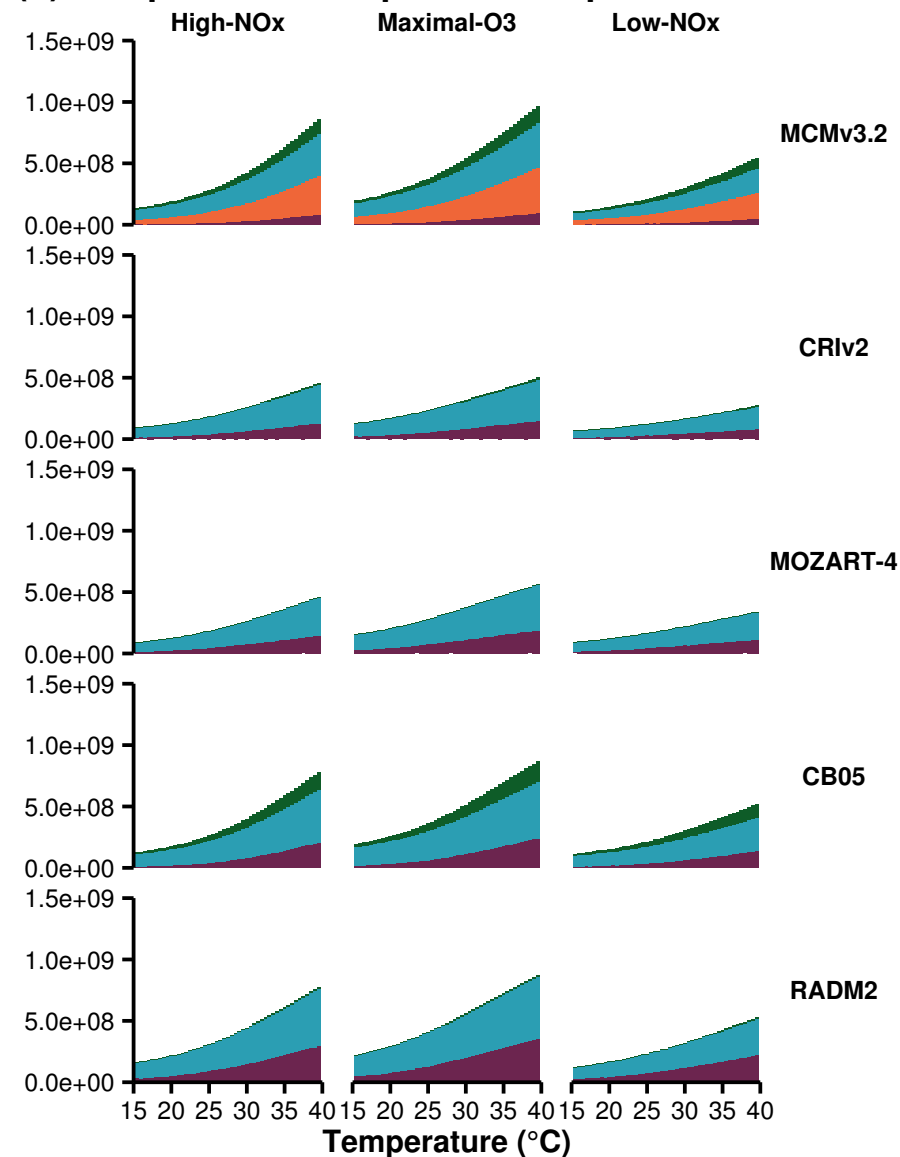 High-NOx Maximal-O3 Low-NOx
1.5e+09
1.0e+09
5.0e+08
0.0e+00
MCMv3.2
1.5e+09
1.0e+09
5.0e+08
0.0e+00
CRIv2
1.5e+09
1.0e+09
5.0e+08
0.0e+00
MOZART-4
1.5e+09
1.0e+09
5.0e+08
0.0e+00
CB05
1.5e+09
1.0e+09
5.0e+08
0.0e+00
RADM2
15 20 25 30 35 40 15 20 25 30 35 40 15 20 25 30 35 40
Temperature (°C)